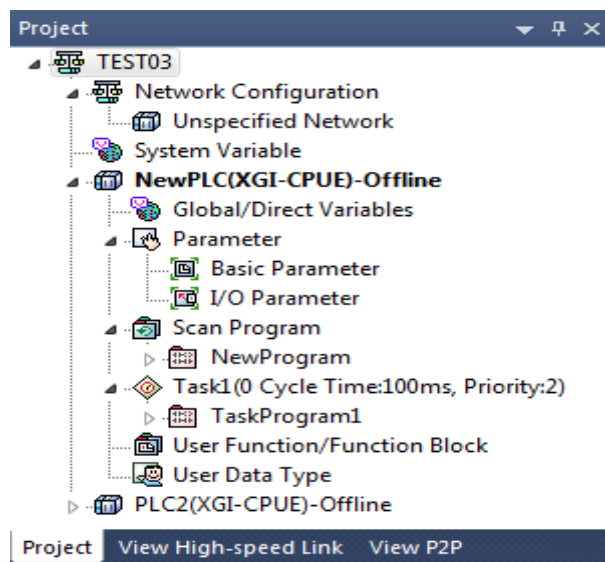 Project
TEST03
Network Configuration
Unspecified Network
System Variable
NewPLC(XGI-CPUE)-Offline
Global/Direct Variables
Parameter
Basic Parameter
I/O Parameter
Scan Program
NewProgram
Task1(0 Cycle Time:100ms, Priority:2)
TaskProgram1
User Function/Function Block
User Data Type
PLC2(XGI-CPUE)-Offline
Project View High-speed Link View P2P